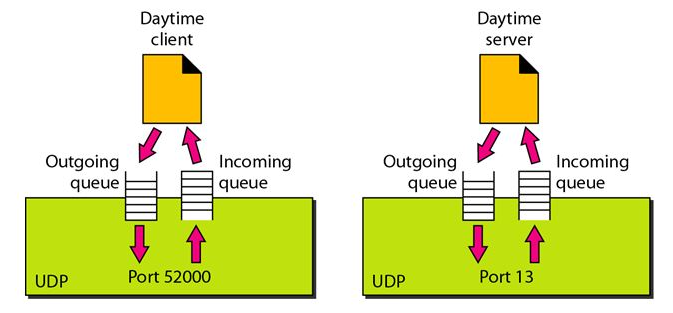 Daytime
client
Outgoing
queue
Incoming
queue
UDP
Port 52000
Daytime
server
Outgoing
queue
Incoming
queue
UDP
Port 13